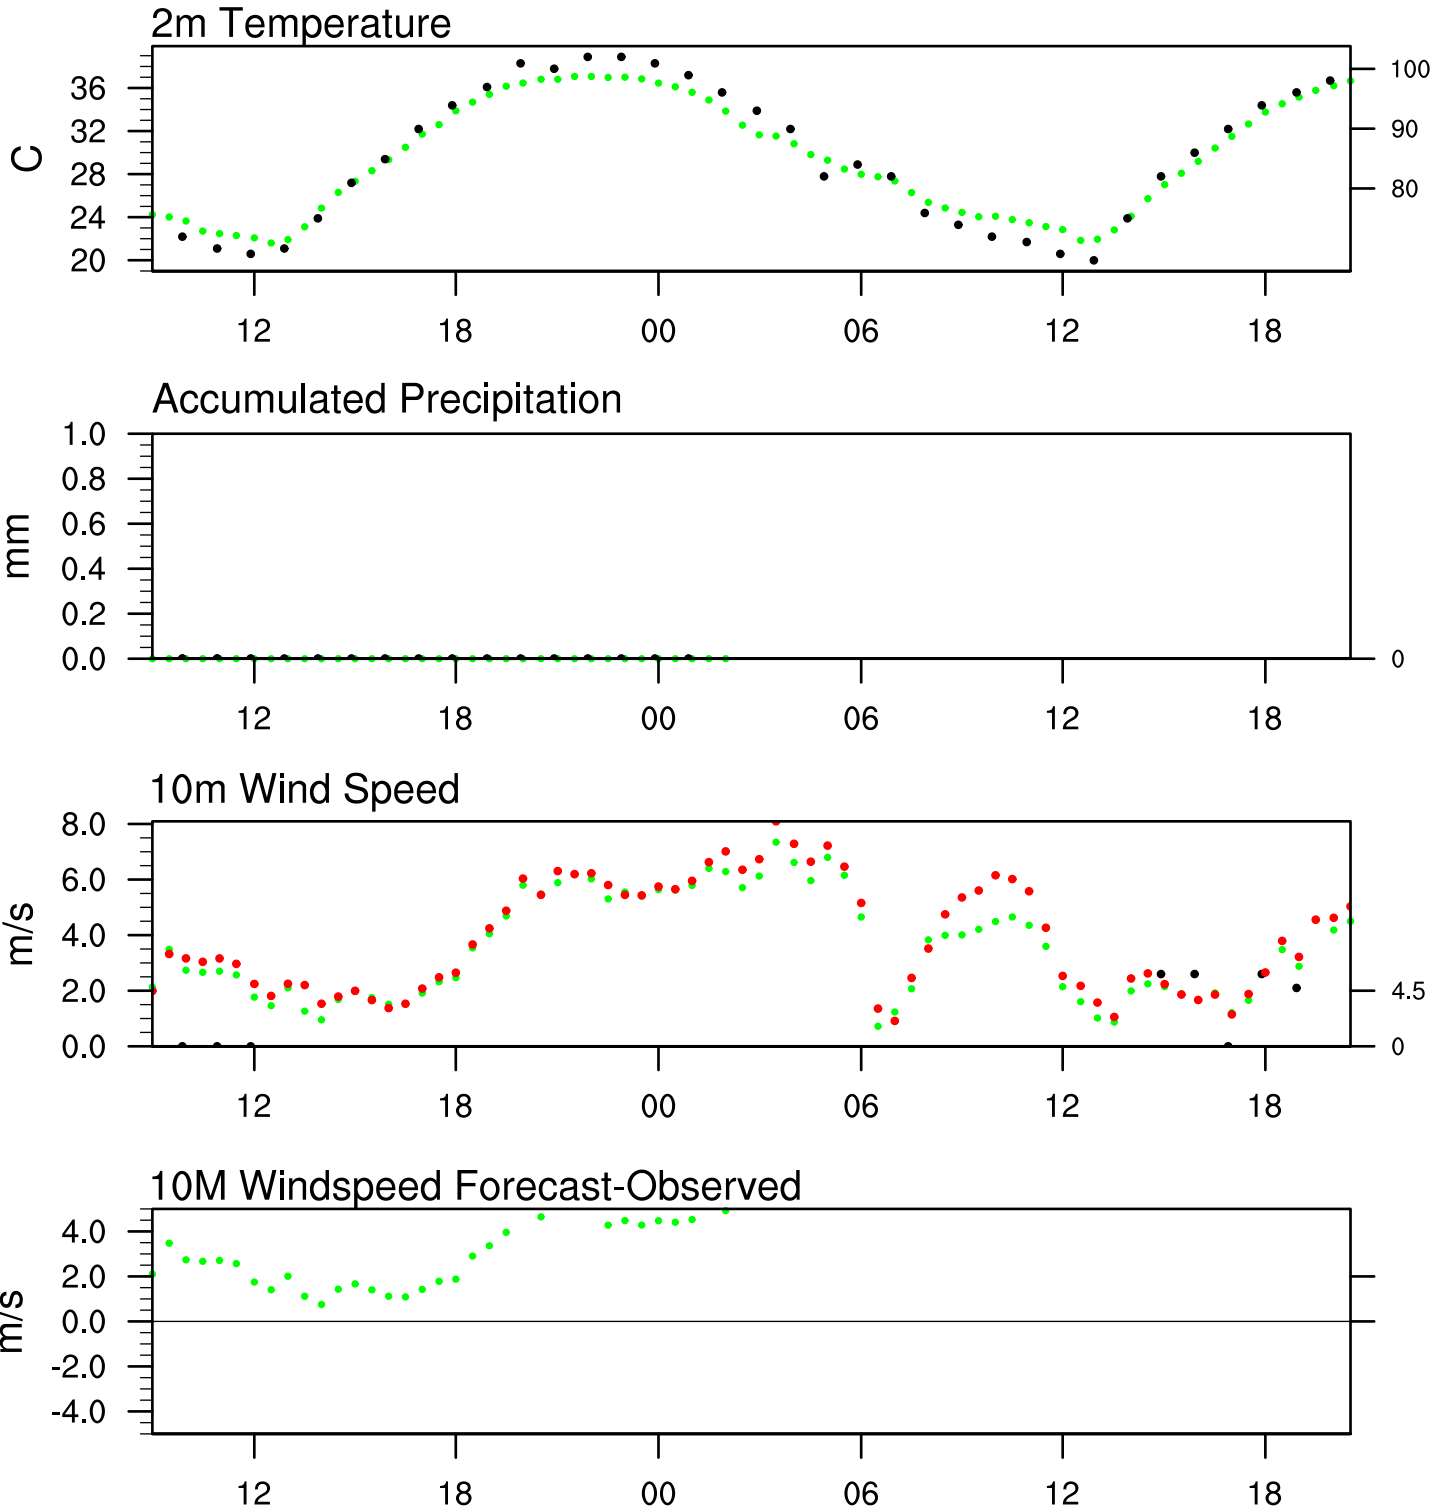 2m Temperature
36 100
32 90
C
28 80
24
20
12 18 00 06 12 18
Accumulated Precipitation
1.0
0.8
0.6
mm
0.4
0.2
0.0 0
12 18 00 06 12 18
10m Wind Speed
8.0
6.0
m/s
4.0
2.0 4.5
0.0 0
12 18 00 06 12 18
10M Windspeed Forecast-Observed
4.0
2.0
m/s
0.0
-2.0
-4.0
12 18 00 06 12 18